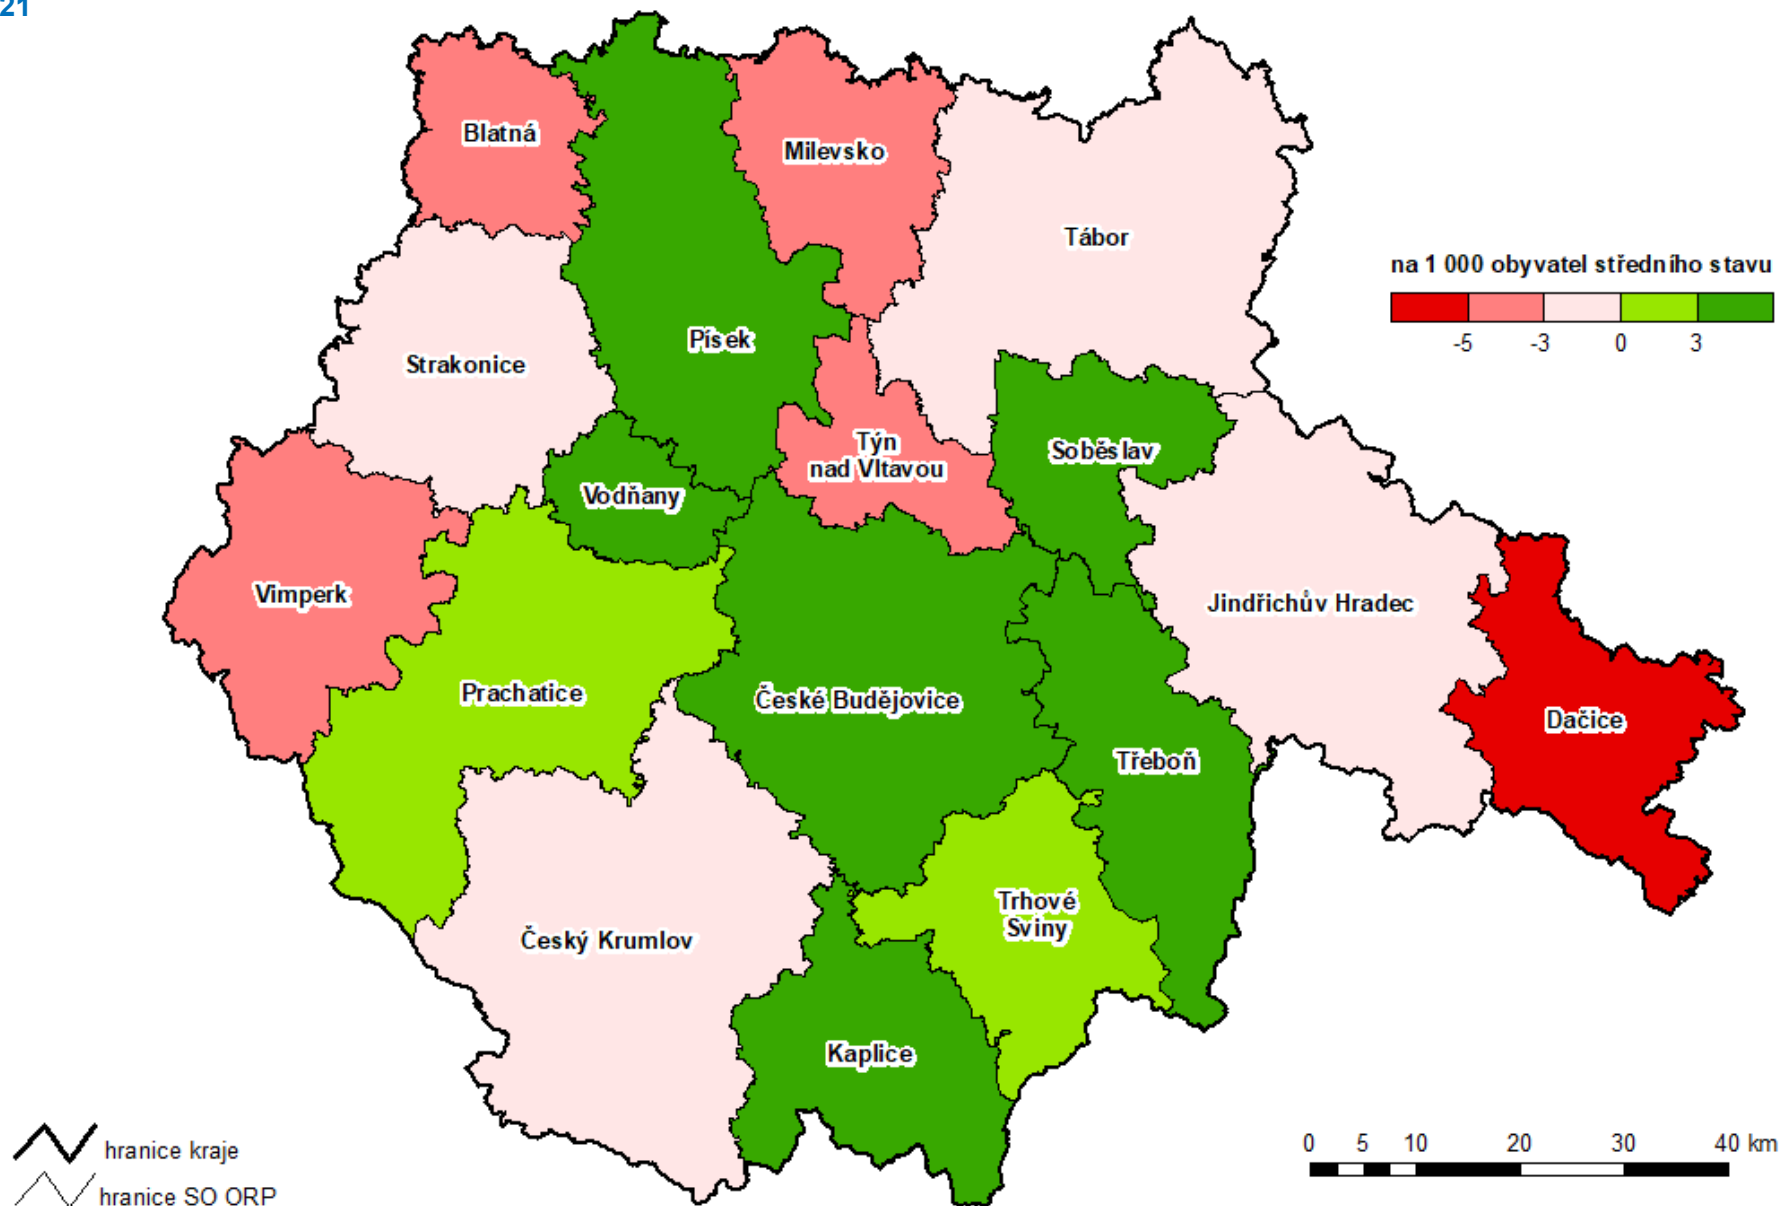 21
Blatná
Milevsko
Tábor
na 1 000 obyvatel středního stavu
-5 -3 0 3
Písek
Strakonice
Týn
nad Vltavou
Soběslav
Vodňany
Vimperk
Jindřichův Hradec
Prachatice
České Budějovice
Dačice
Třeboň
Trhové
Sviny
Český Krumlov
Kaplice
hranice kraje
hranice SO ORP
0 5 10 20 30 40 km